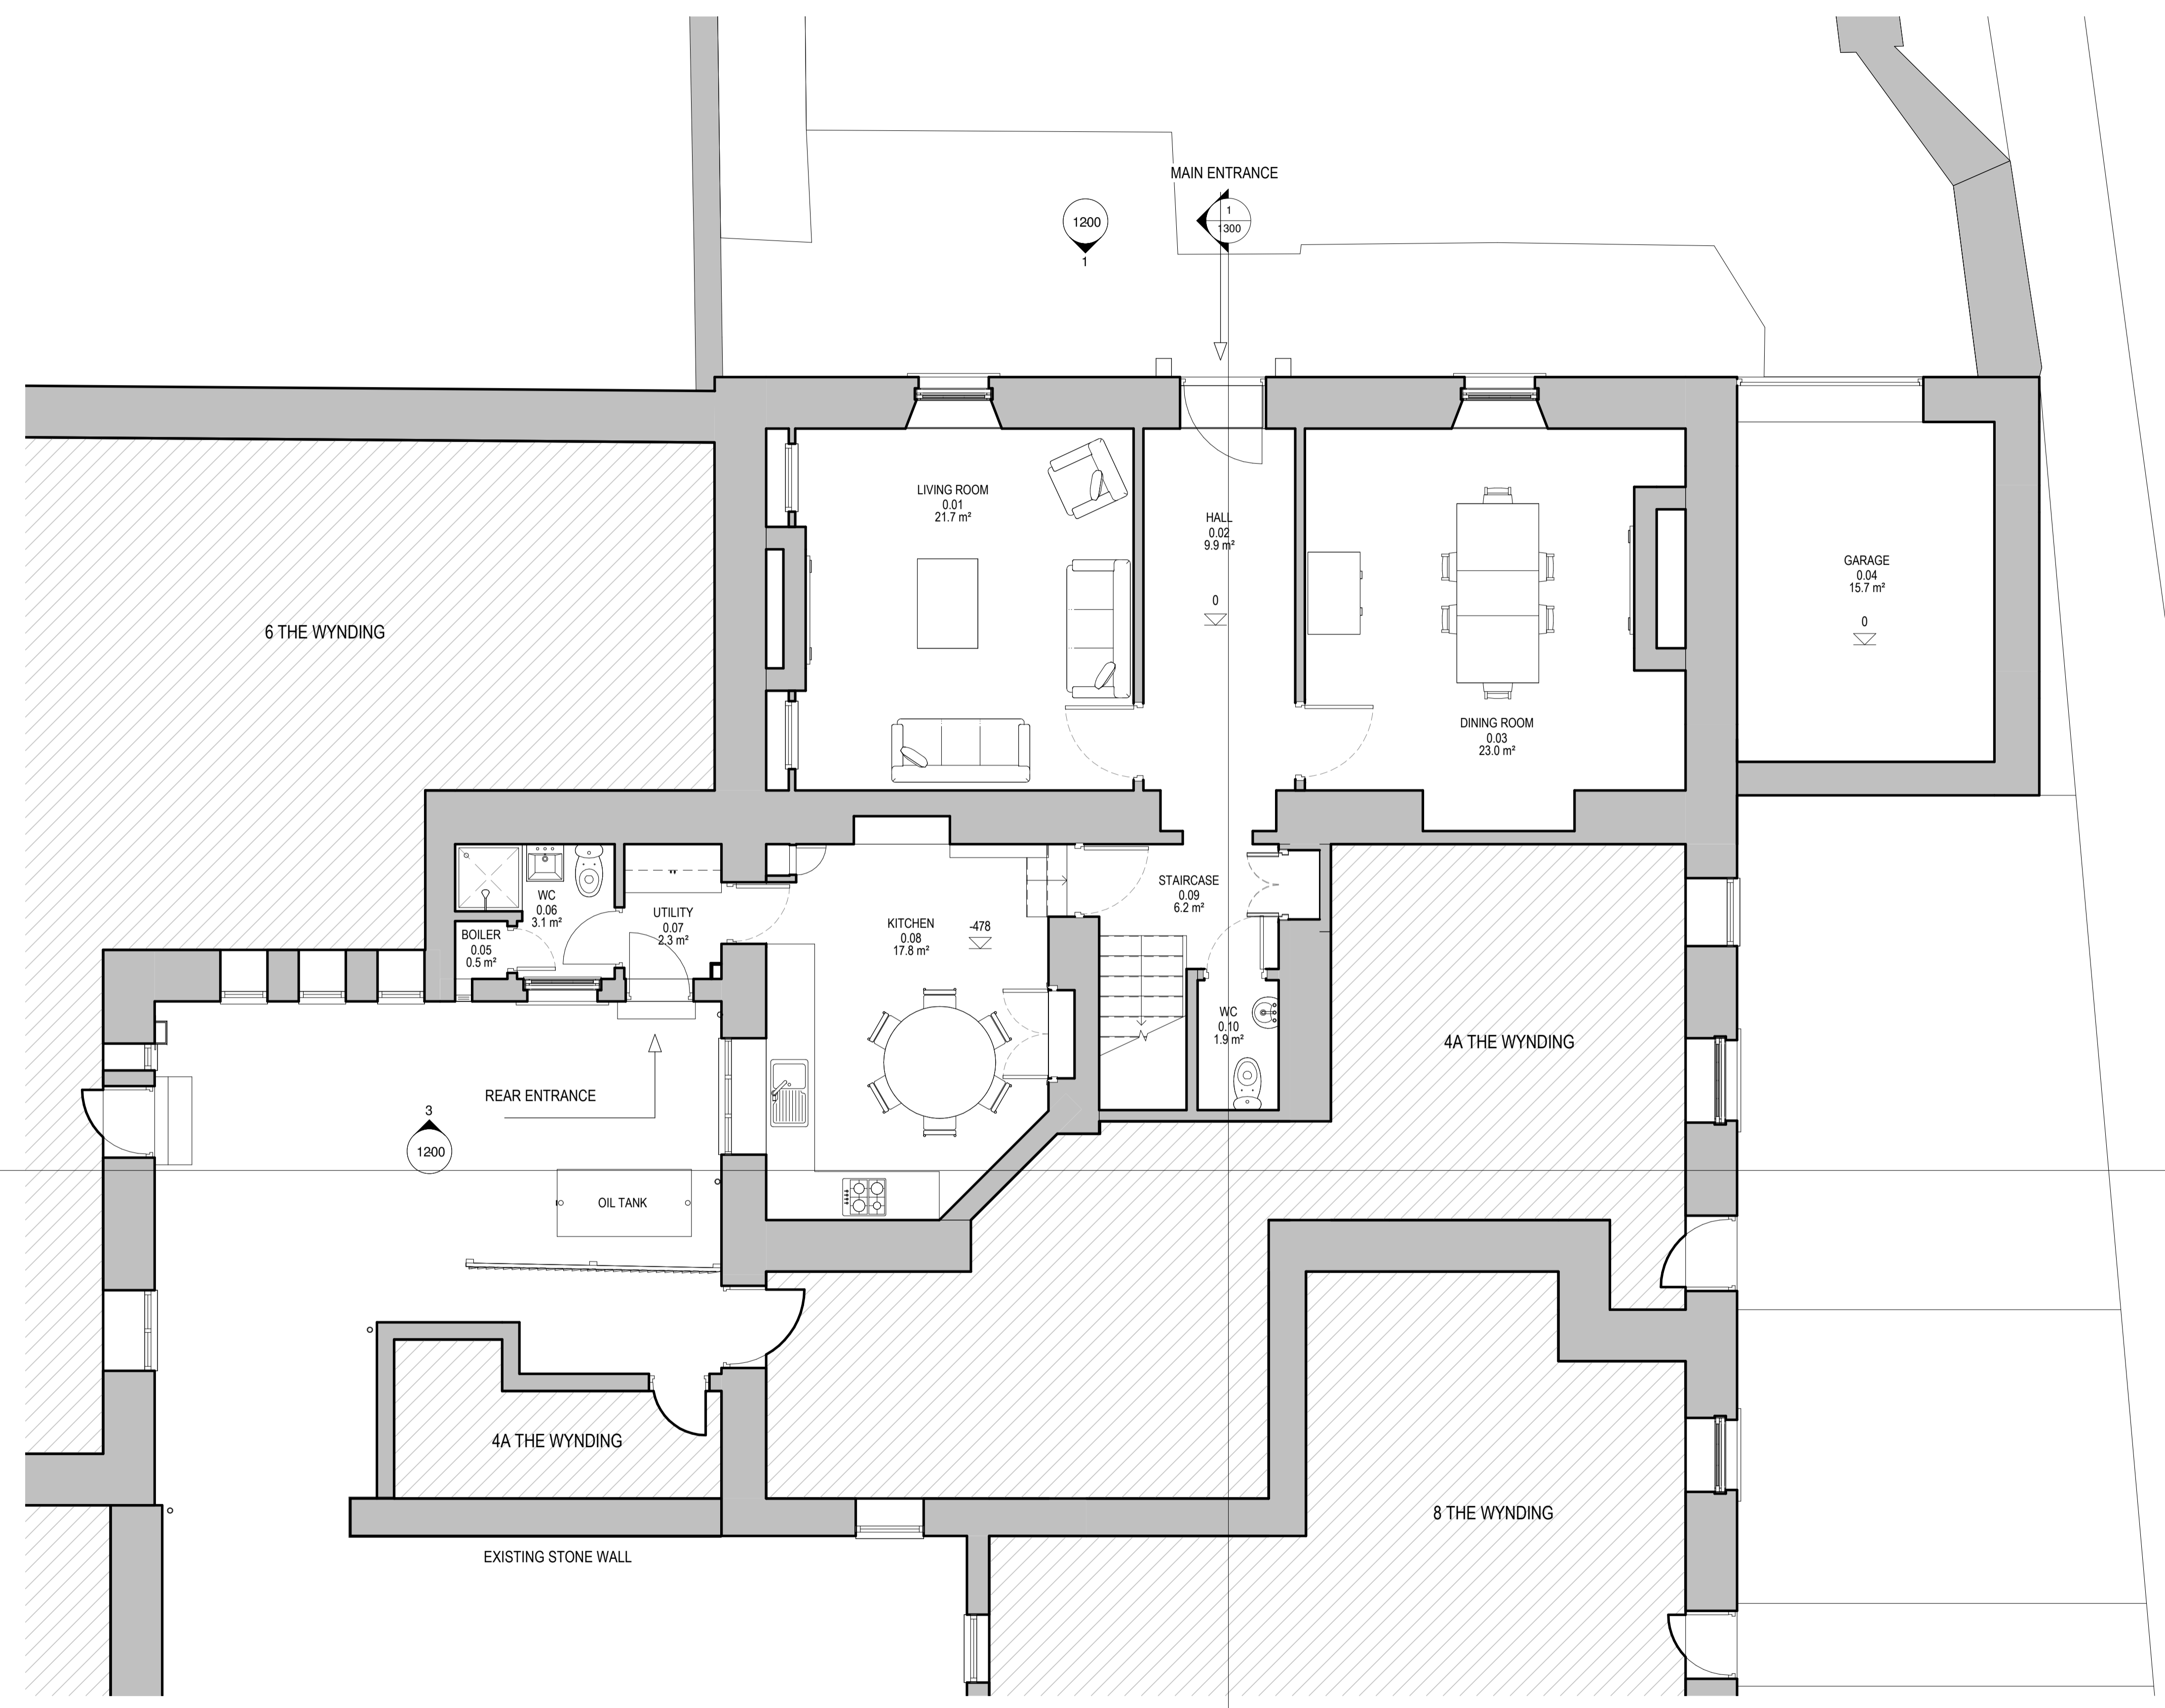 MAIN ENTRANCE
1200
1
1
1300
LIVING ROOM
0.01
21.7 m²
HALL
0.02
9.9 m²
0
GARAGE
0.04
15.7 m²
0
6 THE WYNDING
DINING ROOM
0.03
23.0 m²
WC
0.06
3.1 m²
UTILITY
0.07
2.3 m²
BOILER
0.05
0.5 m²
KITCHEN
0.08
17.8 m²
-478
STAIRCASE
0.09
6.2 m²
WC
0.10
1.9 m²
4A THE WYNDING
REAR ENTRANCE
3
1200
OIL TANK
4A THE WYNDING
8 THE WYNDING
EXISTING STONE WALL